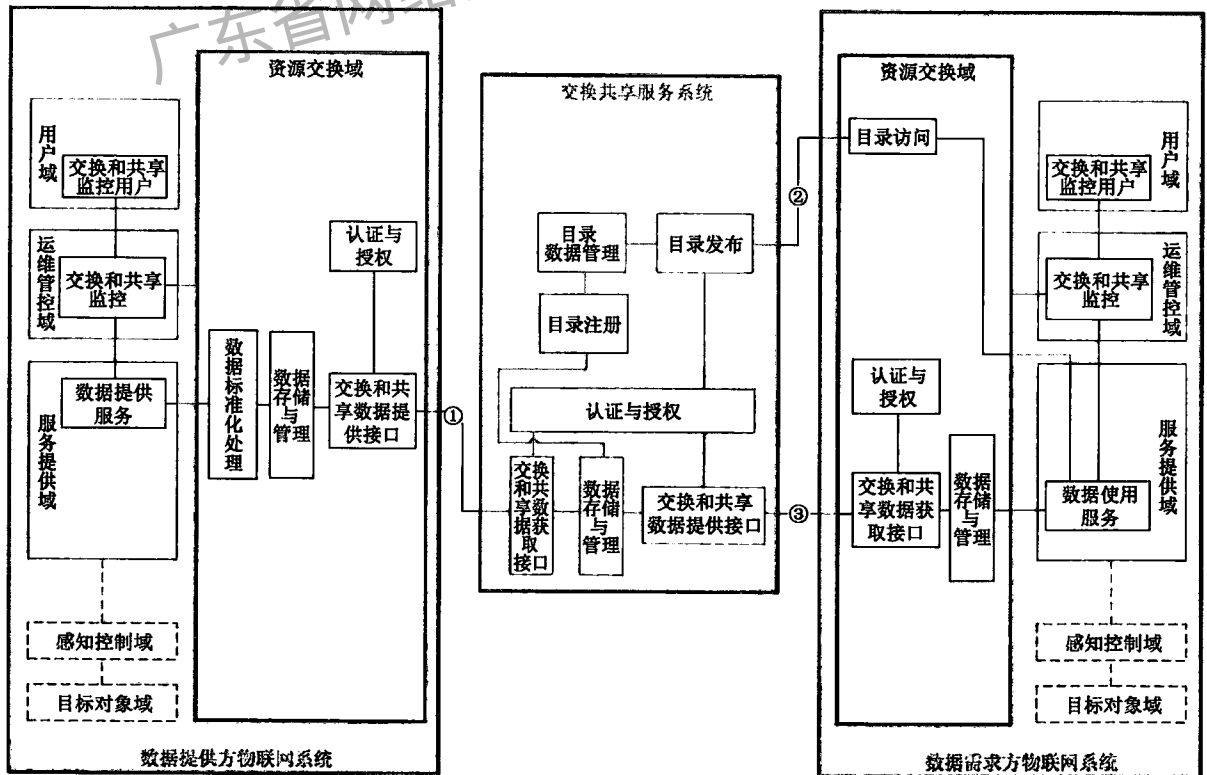 广东省网络
资源交换域
用户域
交换和共享
监控用户
运维管控域
交换和共享
监控
服务提供域
数据提供
服务
感知控制域
目标对象域
认证与
授权
数据标准化处理
数据
存储
与
管理
交换和共
享数据提
供接口
数据提供方物联网系统
①
交换共享服务系统
目录
数据管理
目录发布
目录注册
认证与授权
交换
和共
享数
据获
取
接口
数据
存储
与
管理
交换和共享
数据提供接口
②
③
资源交换域
目录访问
认证与
授权
交换和共
享数据获
取接口
数据
存储
与
管理
用户域
交换和共享
监控用户
运维管控域
交换和共享
监控
服务提供域
数据使用
服务
感知控制域
目标对象域
数据需求方物联网系统